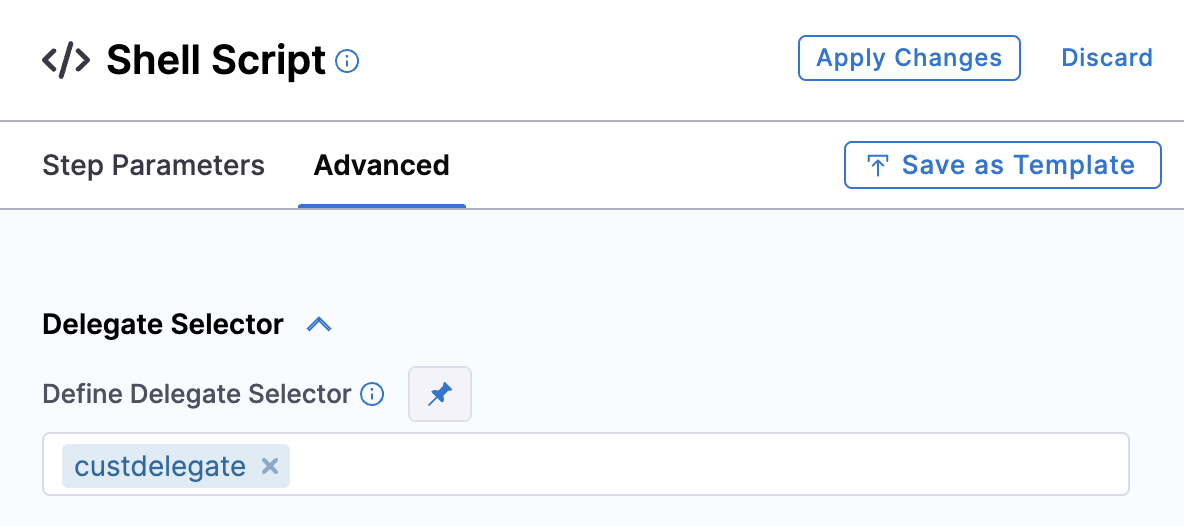 Shell Script
Apply Changes
Discard
Step Parameters
Advanced
Save as Template
Delegate Selector
Define Delegate Selector
custdelegate